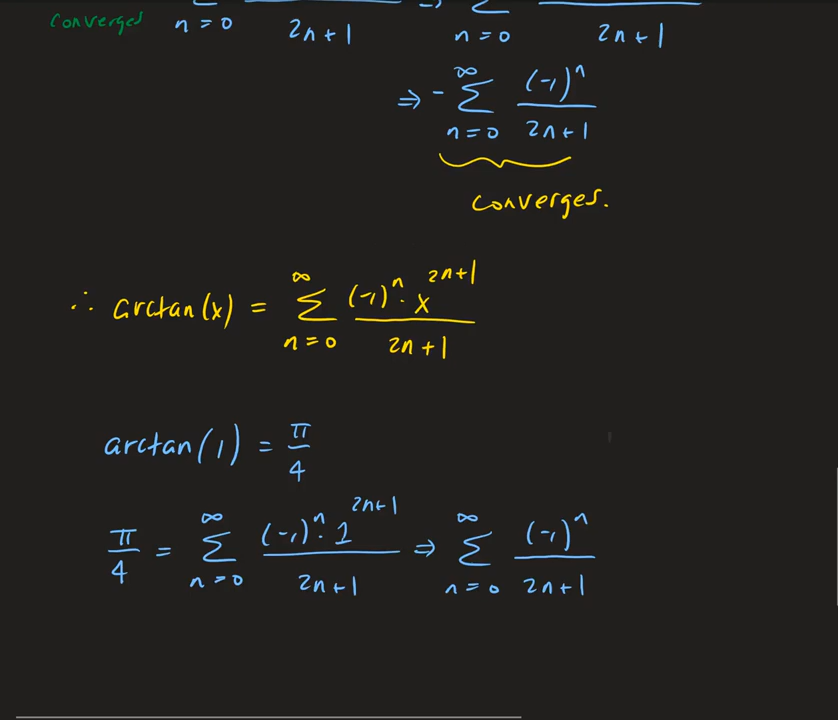 converges n=0 2n+1 ⇒ n=0 2n+1
⇒ -∑_{n=0}^{∞} (-1)^n / 2n+1
converges.
∴ arctan(x) = ∑_{n=0}^{∞} (-1)^n · x^{2n+1} / 2n+1
arctan(1) = π/4
π/4 = ∑_{n=0}^{∞} (-1)^n · 1^{2n+1} / 2n+1 ⇒ ∑_{n=0}^{∞} (-1)^n / 2n+1